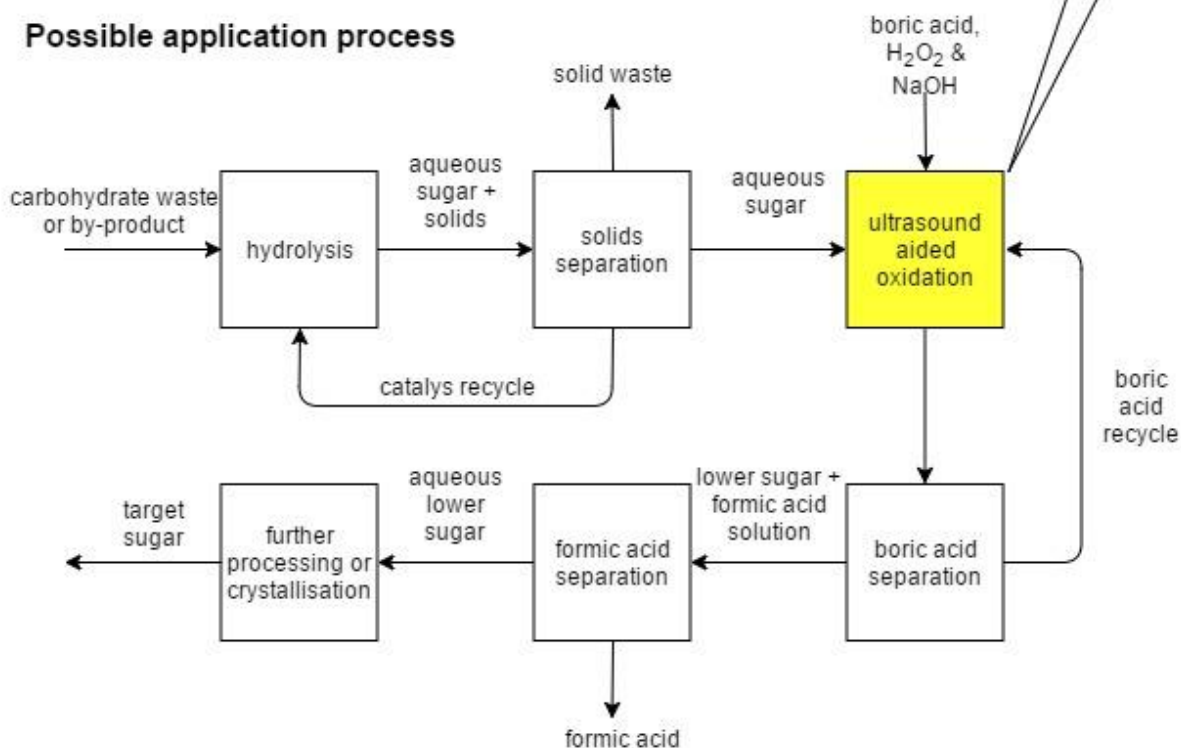 Possible application process
boric acid,
H₂O₂ &
NaOH
solid waste
carbohydrate waste
or by-product
hydrolysis
aqueous
sugar +
solids
solids
separation
aqueous
sugar
ultrasound
aided
oxidation
catalys recycle
boric
acid
recycle
target
sugar
further
processing or
crystallisation
aqueous
lower
sugar
formic acid
separation
lower sugar +
formic acid
solution
boric acid
separation
formic acid